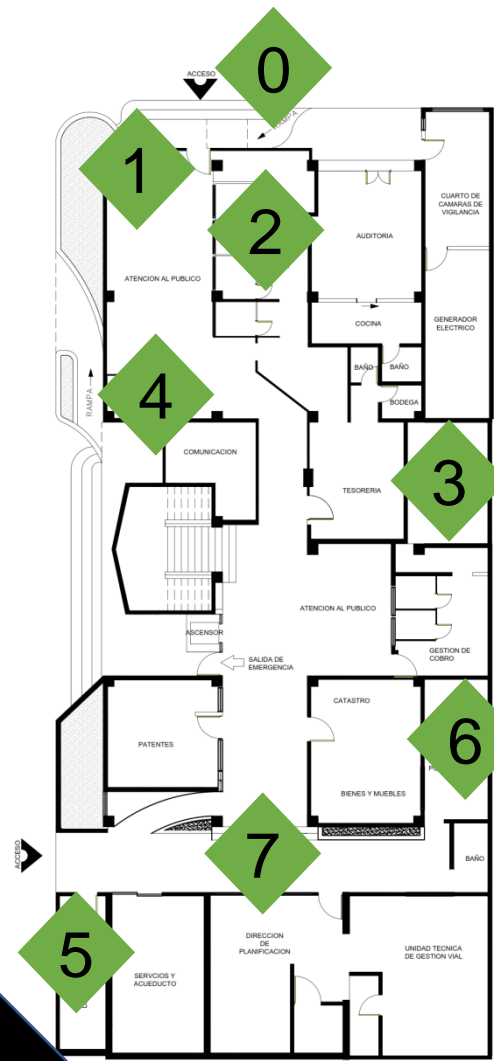 0
ACCESO
RAMPA
1
2
CUARTO DE
CAMARAS DE
VIGILANCIA
AUDITORIA
ATENCION AL PUBLICO
GENERADOR
ELECTRICO
COCINA
BAÑO
BAÑO
RAMPA
4
BODEGA
COMUNICACION
3
TESORERIA
ATENCION AL PUBLICO
ASCENSOR
SALIDA DE
EMERGENCIA
GESTION DE
COBRO
CATASTRO
6
PATENTES
BIENES Y MUEBLES
7
ACCESO
BAÑO
5
DIRECCION
DE
PLANIFICACION
UNIDAD TECNICA
DE GESTION VIAL
SERVCIOS Y
ACUEDUCTO